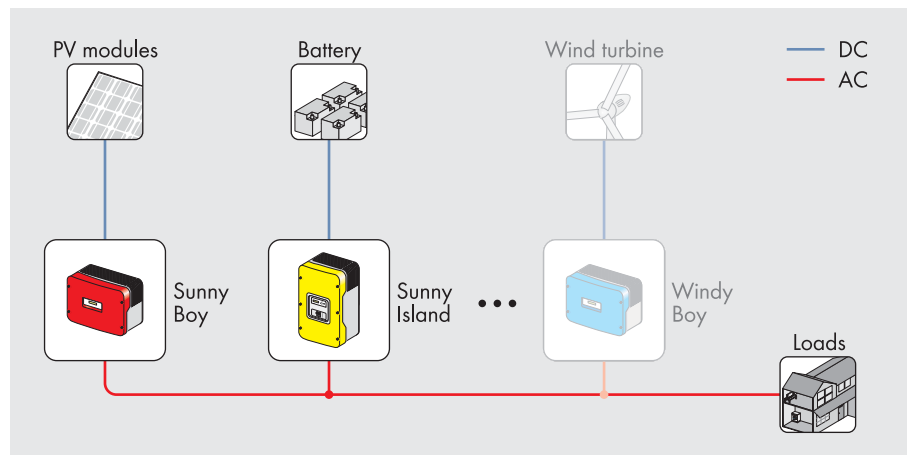 PV modules
Battery
Wind turbine
DC
AC
Sunny
Boy
Sunny
Island
Windy
Boy
Loads